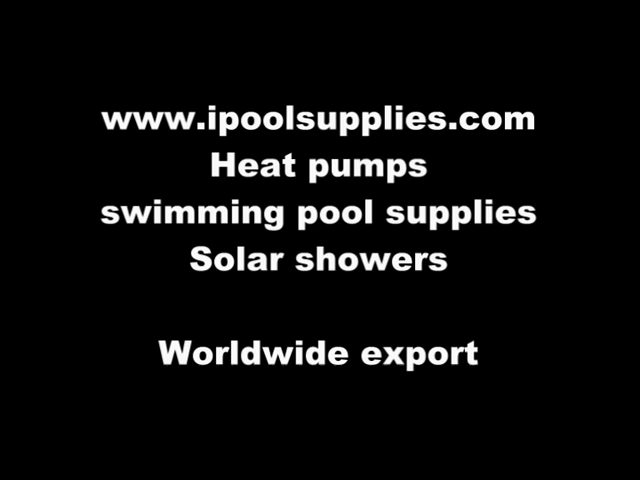 www.ipoolsupplies.com
Heat pumps
swimming pool supplies
Solar showers
Worldwide export